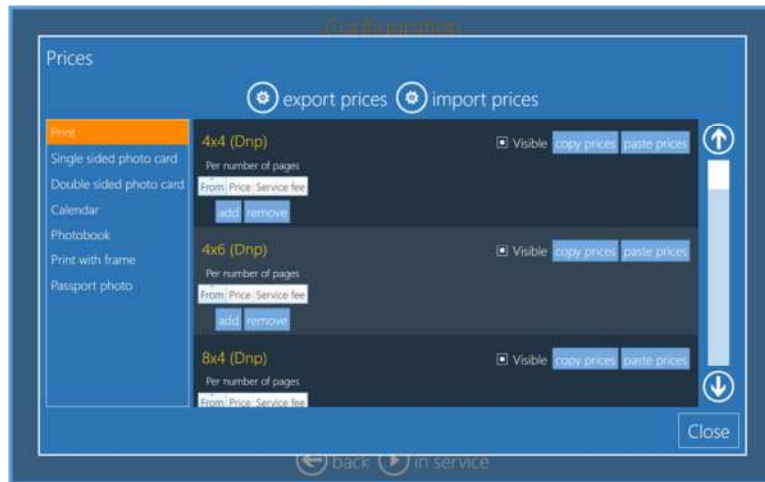 Configuration
Prices
export prices import prices
Print
Single sided photo card
Double sided photo card
Calendar
Photobook
Print with frame
Passport photo
4x4 (Dnp) Visible copy prices paste prices
Per number of pages
From Price Service fee
add remove
4x6 (Dnp) Visible copy prices paste prices
Per number of pages
From Price Service fee
add remove
8x4 (Dnp) Visible copy prices paste prices
Per number of pages
From Price Service fee
Close
back in service